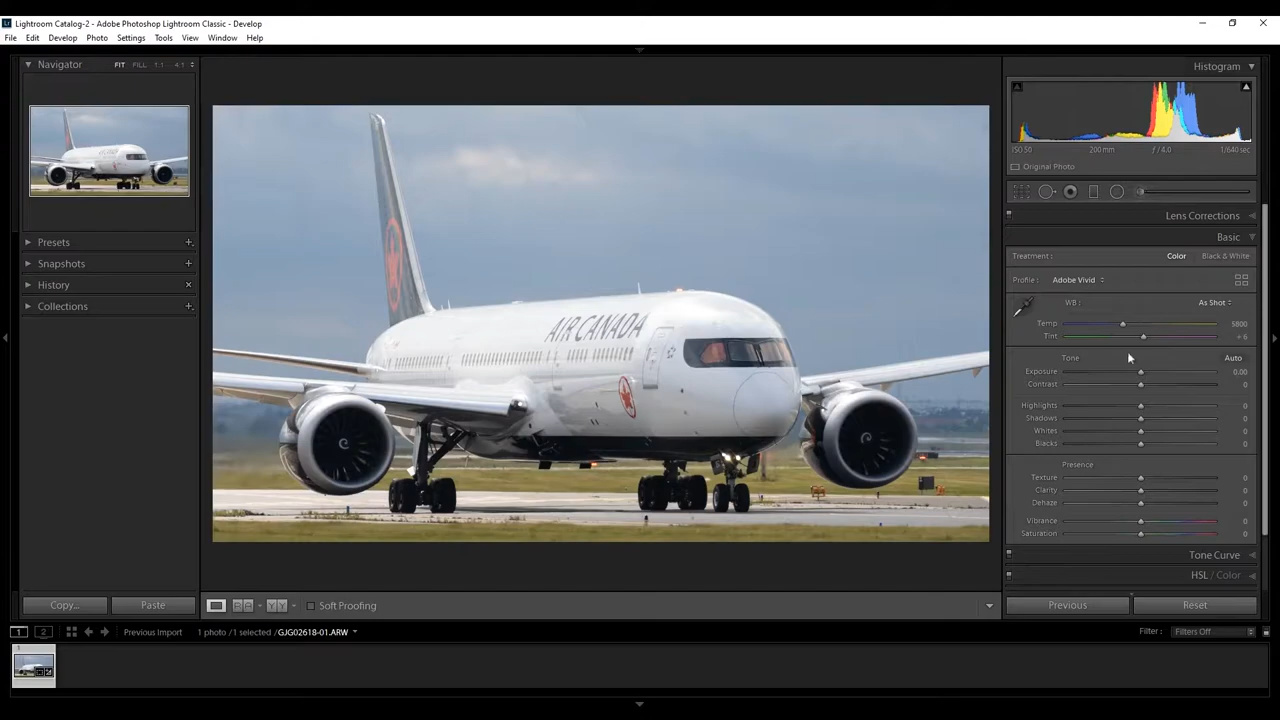 Lightroom Catalog-2 - Adobe Photoshop Lightroom Classic - Develop
File Edit Develop Photo Settings Tools View Window Help
Navigator FIT FILL 1:1 4:1
Histogram
ISO 50 200 mm f / 8.0 1/640 sec
Original Photo
Lens Corrections
Basic
Presets
Snapshots
History
Collections
Treatment : Color Black & White
Profile : Adobe Vivid
WB : As Shot
Temp 5800
Tint + 6
Tone Auto
Exposure 0.00
Contrast 0
Highlights 0
Shadows 0
Whites 0
Blacks 0
Presence
Texture 0
Clarity 0
Dehaze 0
Vibrance 0
Saturation 0
Tone Curve
HSL / Color
AIR CANADA
Copy... Paste
Soft Proofing
Previous Reset
1 2 Previous Import 1 photo / 1 selected / GJG02618-01.ARW
Filter : Filters Off
1